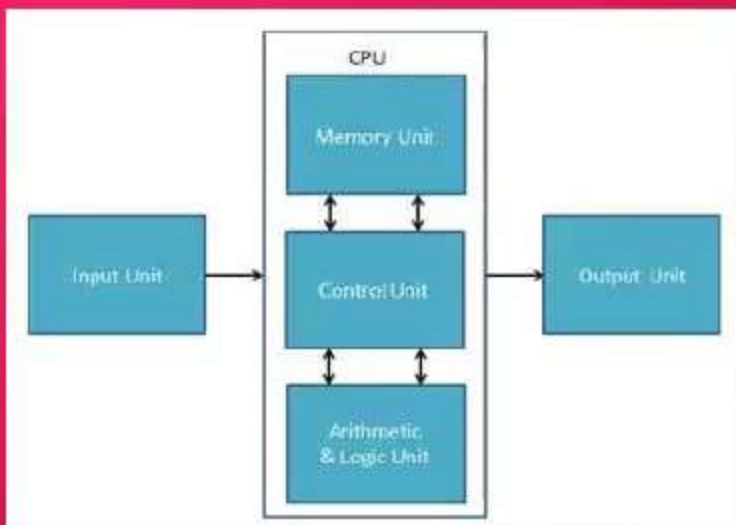 CPU
Memory Unit
Input Unit
Control Unit
Output Unit
Arithmetic
& Logic Unit